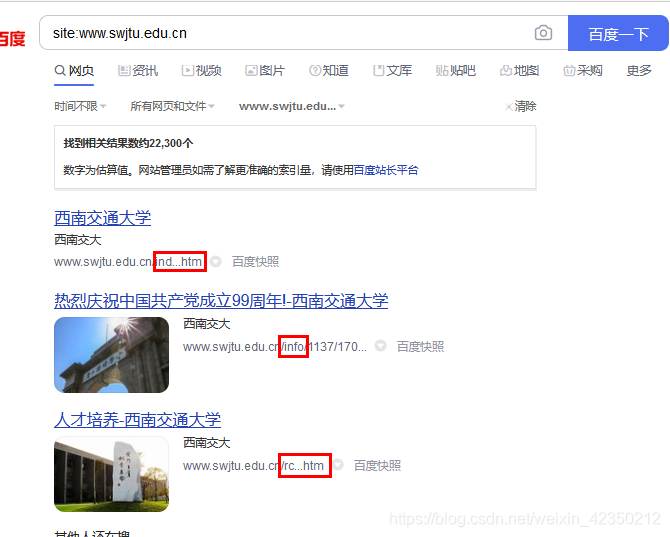 百度 site:www.swjtu.edu.cn 百度一下
网页 资讯 视频 图片 知道 文库 贴吧 地图 采购 更多
时间不限 所有网页和文件 www.swjtu.edu... 清除
找到相关结果数约22,300个
数字为估算值。网站管理员如需了解更准确的索引量，请使用百度站长平台
西南交通大学
西南交大
www.swjtu.edu.cn/ind...htm 百度快照
热烈庆祝中国共产党成立99周年!-西南交通大学
西南交大
www.swjtu.edu.cn/info/1137/170... 百度快照
人才培养-西南交通大学
西南交大
www.swjtu.edu.cn/rc...htm 百度快照
https://blog.csdn.net/weixin_42350212
其他人还在搜